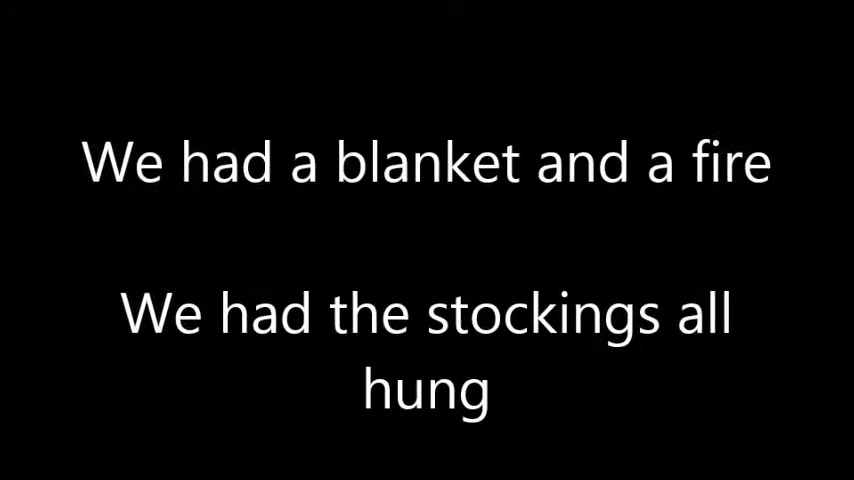 We had a blanket and a fire
We had the stockings all
hung